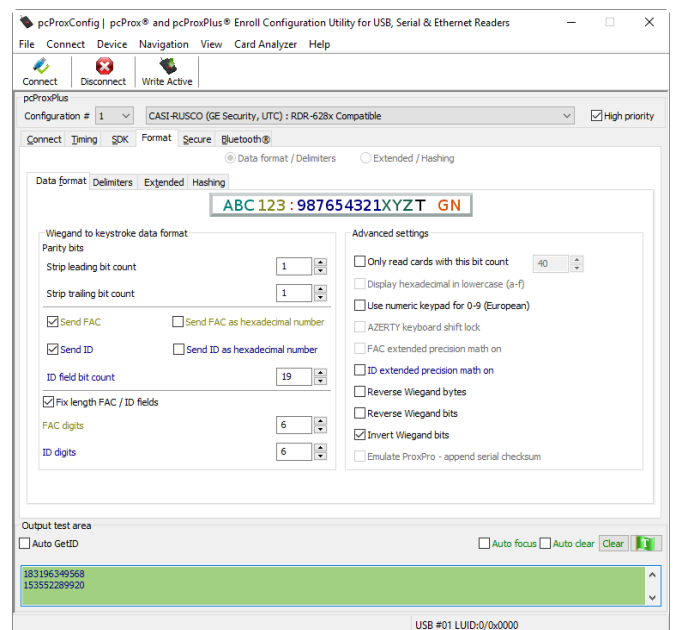 pcProxConfig | pcProx® and pcProxPlus® Enroll Configuration Utility for USB, Serial & Ethernet Readers
File Connect Device Navigation View Card Analyzer Help
Connect Disconnect Write Active
pcProxPlus
Configuration # 1 CASI-RUSCO (GE Security, UTC) : RDR-628x Compatible High priority
Connect Timing SDK Format Secure Bluetooth®
Data format / Delimiters Extended / Hashing
Data format Delimiters Extended Hashing
ABC123:987654321XYZT GN
Wiegand to keystroke data format
Parity bits
Strip leading bit count 1
Strip trailing bit count 1
Send FAC Send FAC as hexadecimal number
Send ID Send ID as hexadecimal number
ID field bit count 19
Fix length FAC / ID fields
FAC digits 6
ID digits 6
Advanced settings
Only read cards with this bit count 40
Display hexadecimal in lowercase (a-f)
Use numeric keypad for 0-9 (European)
AZERTY keyboard shift lock
FAC extended precision math on
ID extended precision math on
Reverse Wiegand bytes
Reverse Wiegand bits
Invert Wiegand bits
Emulate ProxPro - append serial checksum
Output test area
Auto GetID Auto focus Auto clear Clear
183196349568
153552289920
USB #01 LUID:0/0x0000